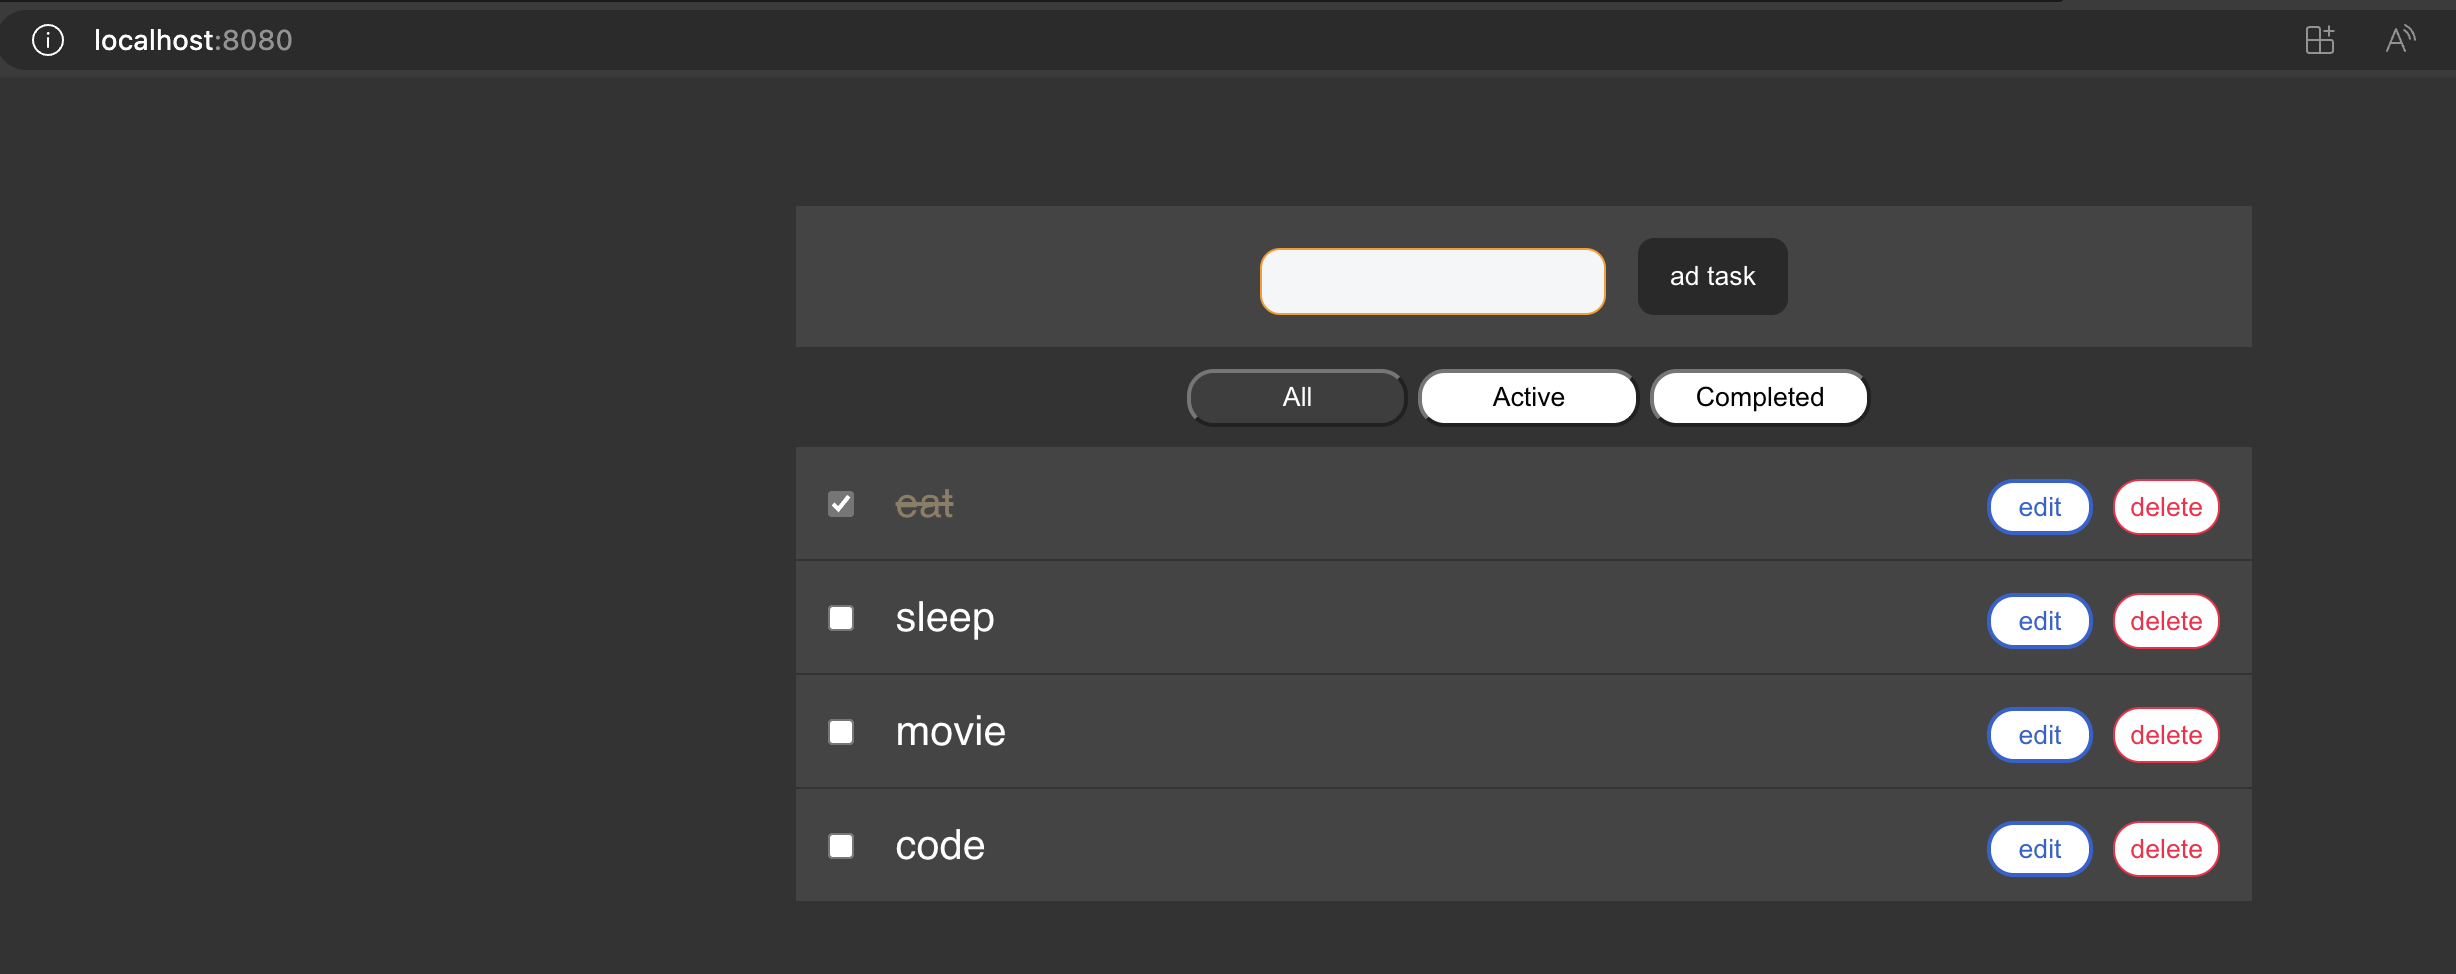 localhost:8080
ad task
All Active Completed
eat edit delete
sleep edit delete
movie edit delete
code edit delete